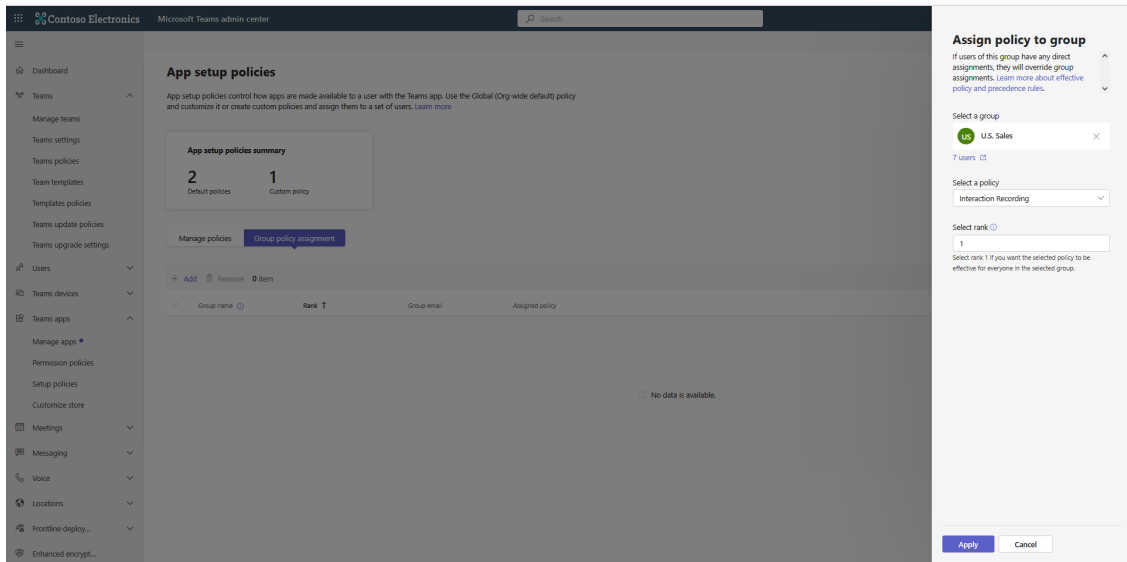 Contoso Electronics
Microsoft Teams admin center
Search
Dashboard
Teams
Manage teams
Teams settings
Teams policies
Team templates
Templates policies
Teams update policies
Teams upgrade settings
Users
Teams devices
Teams apps
Manage apps
Permission policies
Setup policies
Customize store
Meetings
Messaging
Voice
Locations
Frontline deploy...
Enhanced encrypt...
App setup policies
App setup policies control how apps are made available to a user with the Teams app. Use the Global (Org-wide default) policy
and customize it or create custom policies and assign them to a set of users. Learn more
App setup policies summary
2
Default policies
1
Custom policy
Manage policies
Group policy assignment
+ Add
Remove
0 item
Group name
Rank ↑
Group email
Assigned policy
No data is available.
Assign policy to group
If users of this group have any direct
assignments, they will override group
assignments. Learn more about effective
policy and precedence rules.
Select a group
US
U.S. Sales
7 users
Select a policy
Interaction Recording
Select rank
1
Select rank 1 if you want the selected policy to be
effective for everyone in the selected group.
Apply
Cancel